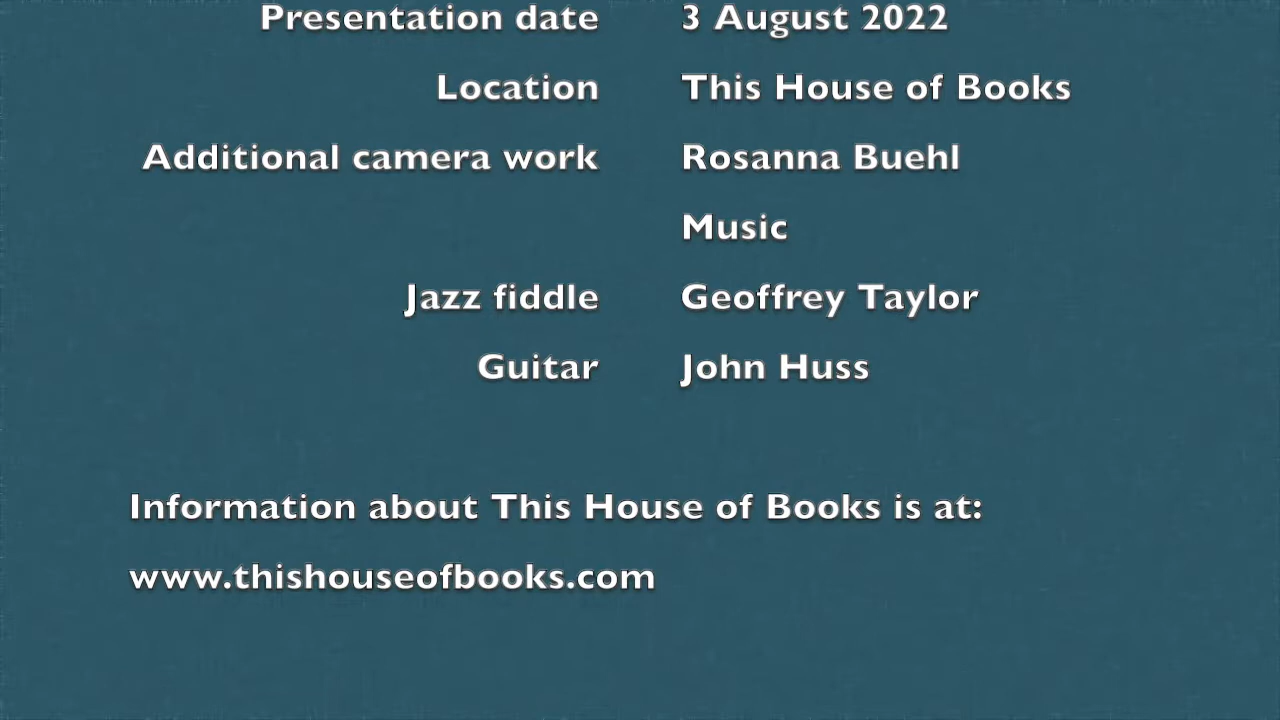 Presentation date 3 August 2022
Location This House of Books
Additional camera work Rosanna Buehl
Music
Jazz fiddle Geoffrey Taylor
Guitar John Huss
Information about This House of Books is at:
www.thishouseofbooks.com